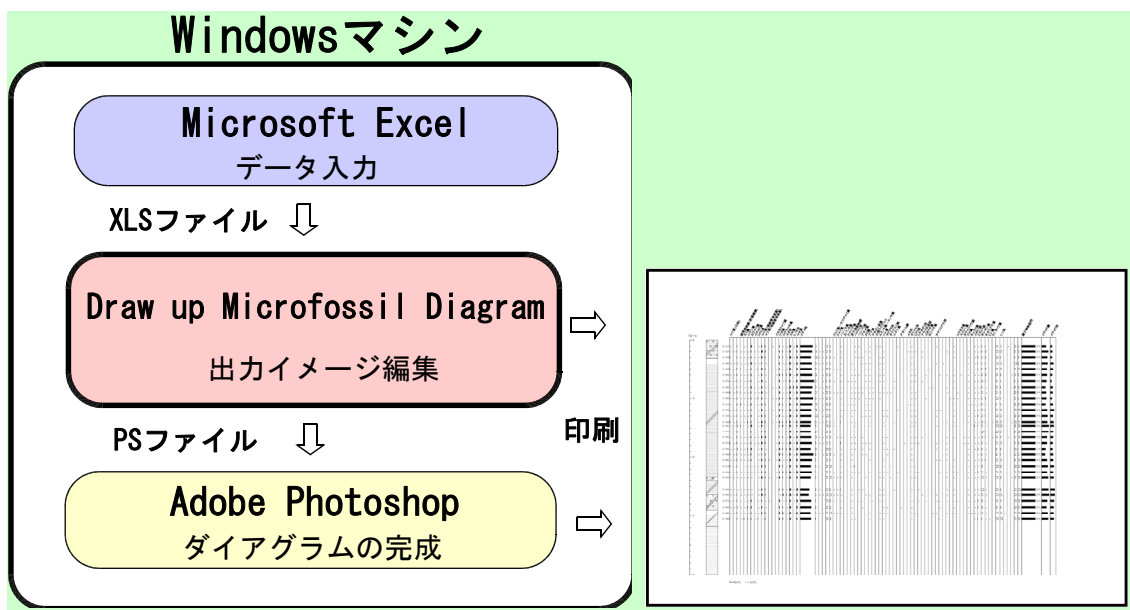 Windowsマシン
Microsoft Excel
データ入力
XLSファイル
Draw up Microfossil Diagram
出力イメージ編集
PSファイル
印刷
Adobe Photoshop
ダイアグラムの完成